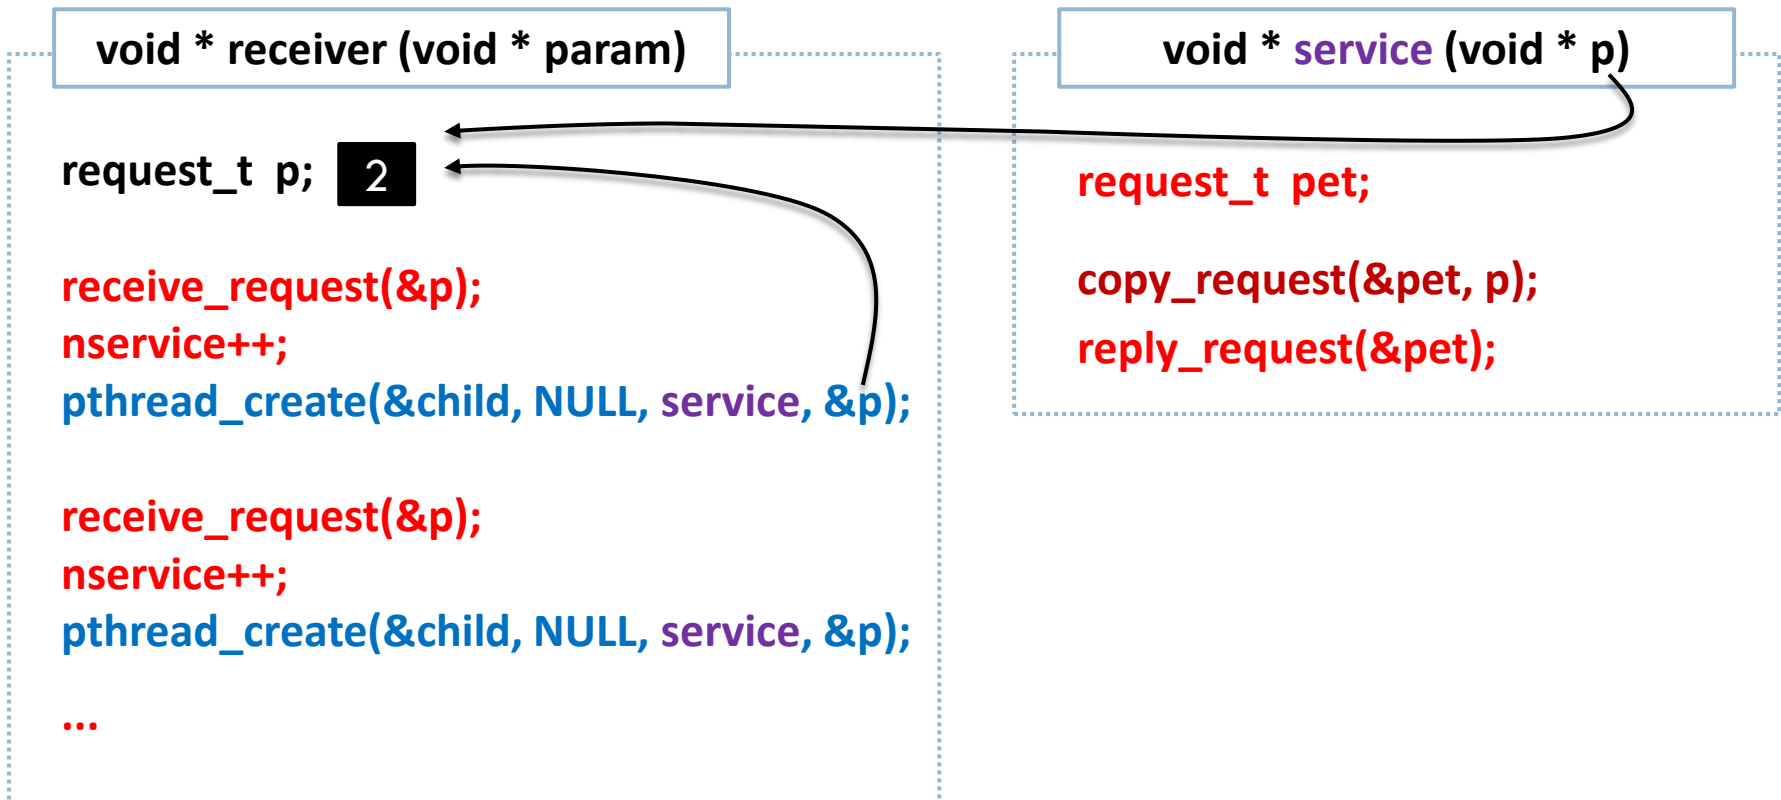 void * receiver (void * param)
request_t p; 2
receive_request(&p);
nservice++;
pthread_create(&child, NULL, service, &p);
receive_request(&p);
nservice++;
pthread_create(&child, NULL, service, &p);
...
void * service (void * p)
request_t pet;
copy_request(&pet, p);
reply_request(&pet);